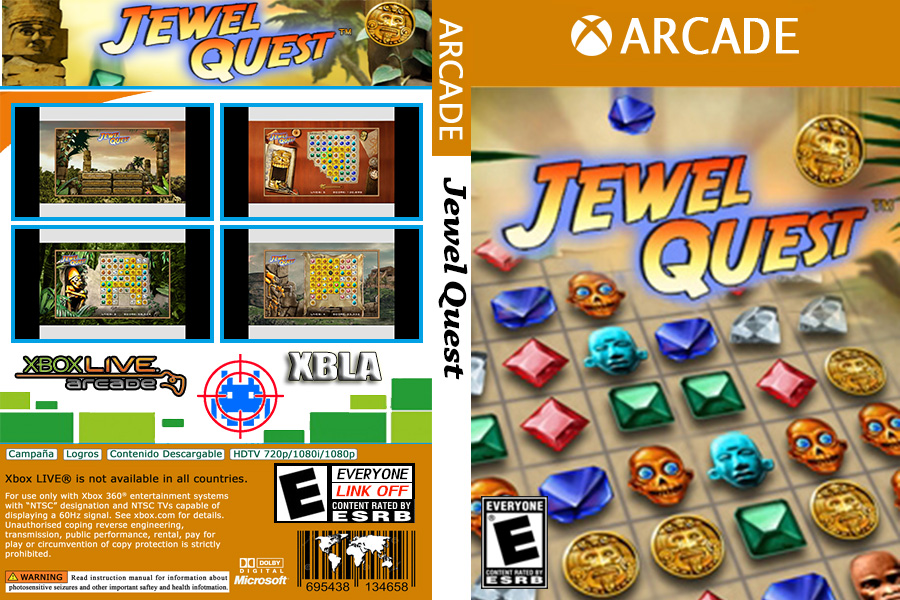 JEWEL
QUEST™
XBOX LIVE
arcade
XBLA
Campaña
Logros
Contenido Descargable
HDTV 720p/1080i/1080p
Xbox LIVE® is not available in all countries.
For use only with Xbox 360® entertainment systems
with "NTSC" designation and NTSC TVs capable of
displaying a 60Hz signal. See xbox.com for details.
Unauthorised coping reverse engineering,
transmission, public performance, rental, pay for
play or circumvention of copy protection is strictly
prohibited.
WARNING Read instruction manual for information about
photosensitive seizures and other important saftey and health infotmation.
E
EVERYONE
LINK OFF
CONTENT RATED BY
ESRB
DOLBY
DIGITAL
Microsoft®
695438 134658
ARCADE
Jewel Quest
ARCADE
JEWEL
QUEST™
EVERYONE
E
CONTENT RATED BY
ESRB